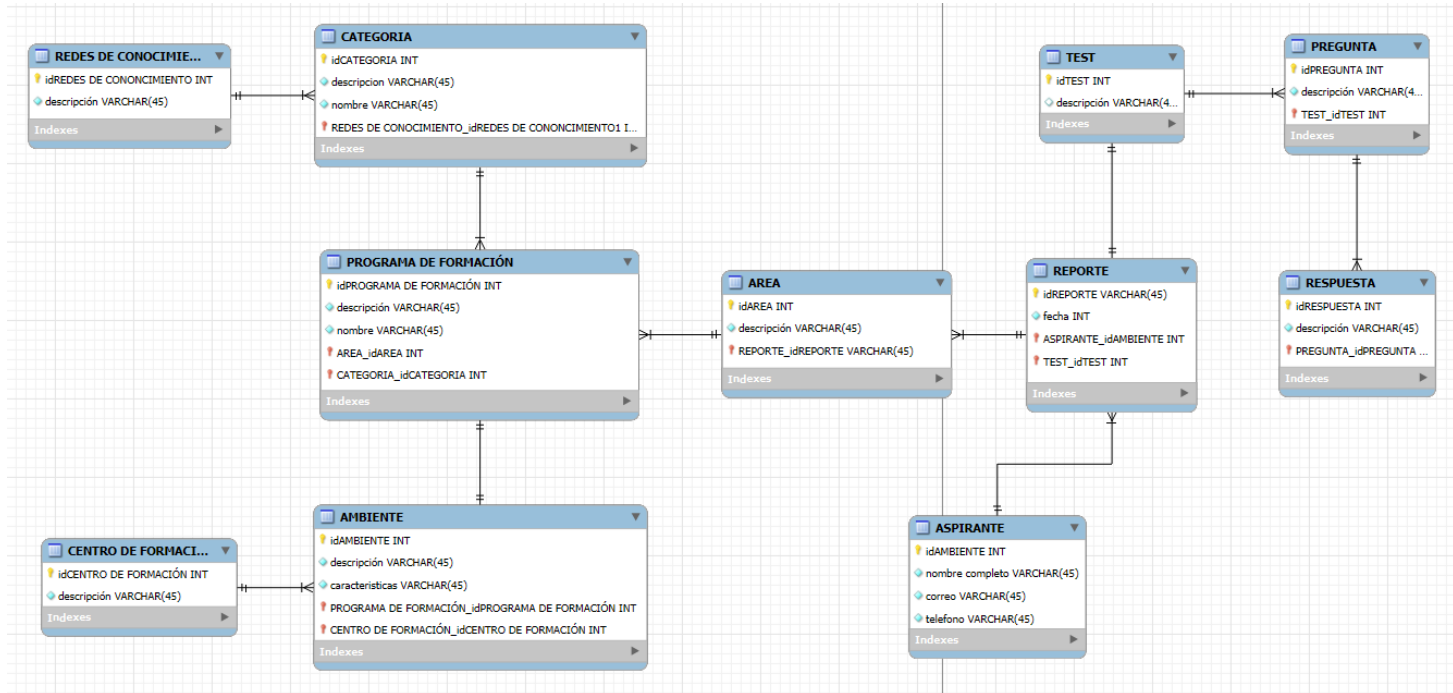 REDES DE CONOCIMIE...
idREDES DE CONONCIMIENTO INT
descripción VARCHAR(45)
Indexes
CATEGORIA
idCATEGORIA INT
descripcion VARCHAR(45)
nombre VARCHAR(45)
REDES DE CONOCIMIENTO_idREDES DE CONONCIMIENTO1 I...
Indexes
TEST
idTEST INT
descripción VARCHAR(4...
Indexes
PREGUNTA
idPREGUNTA INT
descripción VARCHAR(4...
TEST_idTEST INT
Indexes
PROGRAMA DE FORMACIÓN
idPROGRAMA DE FORMACIÓN INT
descripción VARCHAR(45)
nombre VARCHAR(45)
AREA_idAREA INT
CATEGORIA_idCATEGORIA INT
Indexes
AREA
idAREA INT
descripción VARCHAR(45)
REPORTE_idREPORTE VARCHAR(45)
Indexes
REPORTE
idREPORTE VARCHAR(45)
fecha INT
ASPIRANTE_idAMBIENTE INT
TEST_idTEST INT
Indexes
RESPUESTA
idRESPUESTA INT
descripción VARCHAR(45)
PREGUNTA_idPREGUNTA ...
Indexes
CENTRO DE FORMACI...
idCENTRO DE FORMACIÓN INT
descripción VARCHAR(45)
Indexes
AMBIENTE
idAMBIENTE INT
descripción VARCHAR(45)
caracteristicas VARCHAR(45)
PROGRAMA DE FORMACIÓN_idPROGRAMA DE FORMACIÓN INT
CENTRO DE FORMACIÓN_idCENTRO DE FORMACIÓN INT
Indexes
ASPIRANTE
idAMBIENTE INT
nombre completo VARCHAR(45)
correo VARCHAR(45)
telefono VARCHAR(45)
Indexes